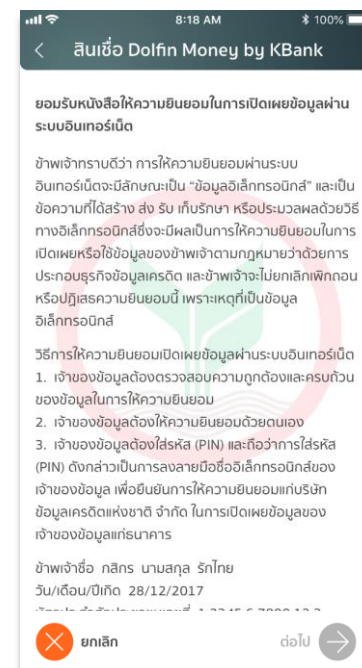 8:18 AM
100%
สินเชื่อ Dolfin Money by KBank
ยอมรับหนังสือให้ความยินยอมในการเปิดเผยข้อมูลผ่าน
ระบบอินเทอร์เน็ต
ข้าพเจ้าทราบดีว่า การให้ความยินยอมผ่านระบบ
อินเทอร์เน็ตจะมีลักษณะเป็น “ข้อมูลอิเล็กทรอนิกส์” และเป็น
ข้อความที่ได้สร้าง ส่ง รับ เก็บรักษา หรือประมวลผลด้วยวิธี
ทางอิเล็กทรอนิกส์ซึ่งจะมีผลเป็นการให้ความยินยอมในการ
เปิดเผยหรือใช้ข้อมูลของข้าพเจ้าตามกฎหมายว่าด้วยการ
ประกอบธุรกิจข้อมูลเครดิต และข้าพเจ้าจะไม่ยกเลิกเพิกถอน
หรือปฏิเสธความยินยอมนี้ เพราะเหตุที่เป็นข้อมูล
อิเล็กทรอนิกส์
วิธีการให้ความยินยอมเปิดเผยข้อมูลผ่านระบบอินเทอร์เน็ต
1. เจ้าของข้อมูลต้องตรวจสอบความถูกต้องและครบถ้วน
ของข้อมูลในการให้ความยินยอม
2. เจ้าของข้อมูลต้องให้ความยินยอมด้วยตนเอง
3. เจ้าของข้อมูลต้องใส่รหัส (PIN) และถือว่าการใส่รหัส
(PIN) ดังกล่าวเป็นการลงลายมือชื่ออิเล็กทรอนิกส์ของ
เจ้าของข้อมูล เพื่อยืนยันการให้ความยินยอมแก่บริษัท
ข้อมูลเครดิตแห่งชาติ จำกัด ในการเปิดเผยข้อมูลของ
เจ้าของข้อมูลแก่ธนาคาร
ข้าพเจ้าชื่อ กสิกร นามสกุล รักไทย
วัน/เดือน/ปีเกิด 28/12/2017
ยกเลิก
ต่อไป